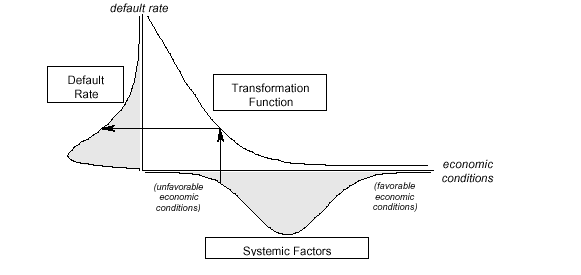 default rate
Default
Rate
Transformation
Function
economic
conditions
(unfavorable
economic
conditions)
(favorable
economic
conditions)
Systemic Factors